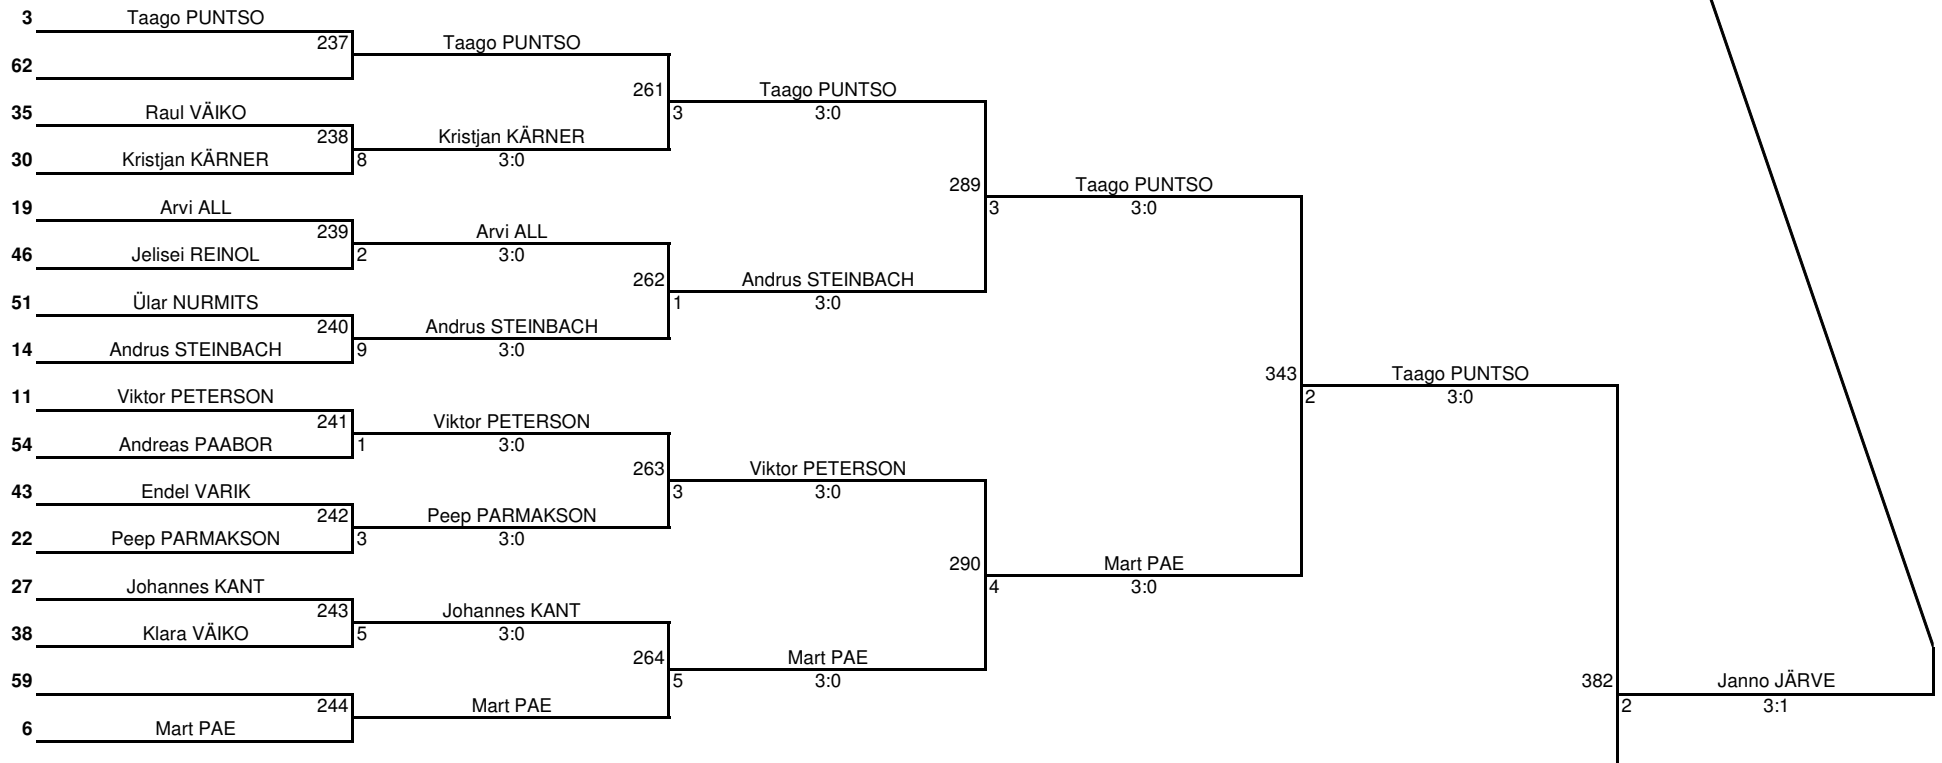 3 Taago PUNTSO
237 Taago PUNTSO
62
261 Taago PUNTSO
35 Raul VÄIKO
3 3:0
238 Kristjan KÄRNER
30 Kristjan KÄRNER
8 3:0
289 Taago PUNTSO
19 Arvi ALL
3 3:0
239 Arvi ALL
46 Jelisei REINOL
2 3:0
262 Andrus STEINBACH
51 Ülar NURMITS
1 3:0
240 Andrus STEINBACH
14 Andrus STEINBACH
9 3:0
343 Taago PUNTSO
11 Viktor PETERSON
2 3:0
241 Viktor PETERSON
54 Andreas PAABOR
1 3:0
263 Viktor PETERSON
43 Endel VARIK
3 3:0
242 Peep PARMAKSON
22 Peep PARMAKSON
3 3:0
290 Mart PAE
27 Johannes KANT
4 3:0
243 Johannes KANT
38 Klara VÄIKO
5 3:0
264 Mart PAE
59
5 3:0
382 Janno JÄRVE
244 Mart PAE
2 3:1
6 Mart PAE